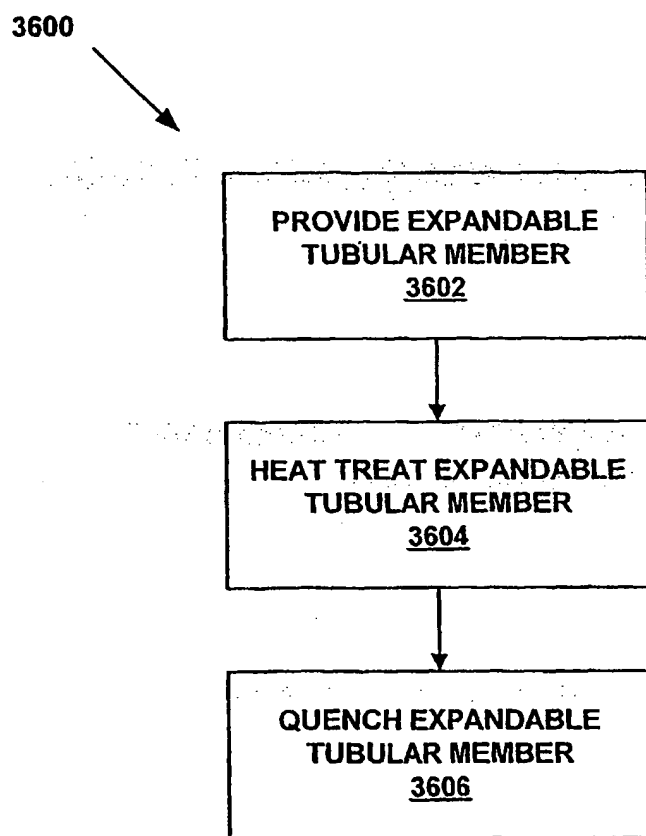 3600
PROVIDE EXPANDABLE
TUBULAR MEMBER
3602
HEAT TREAT EXPANDABLE
TUBULAR MEMBER
3604
QUENCH EXPANDABLE
TUBULAR MEMBER
3606